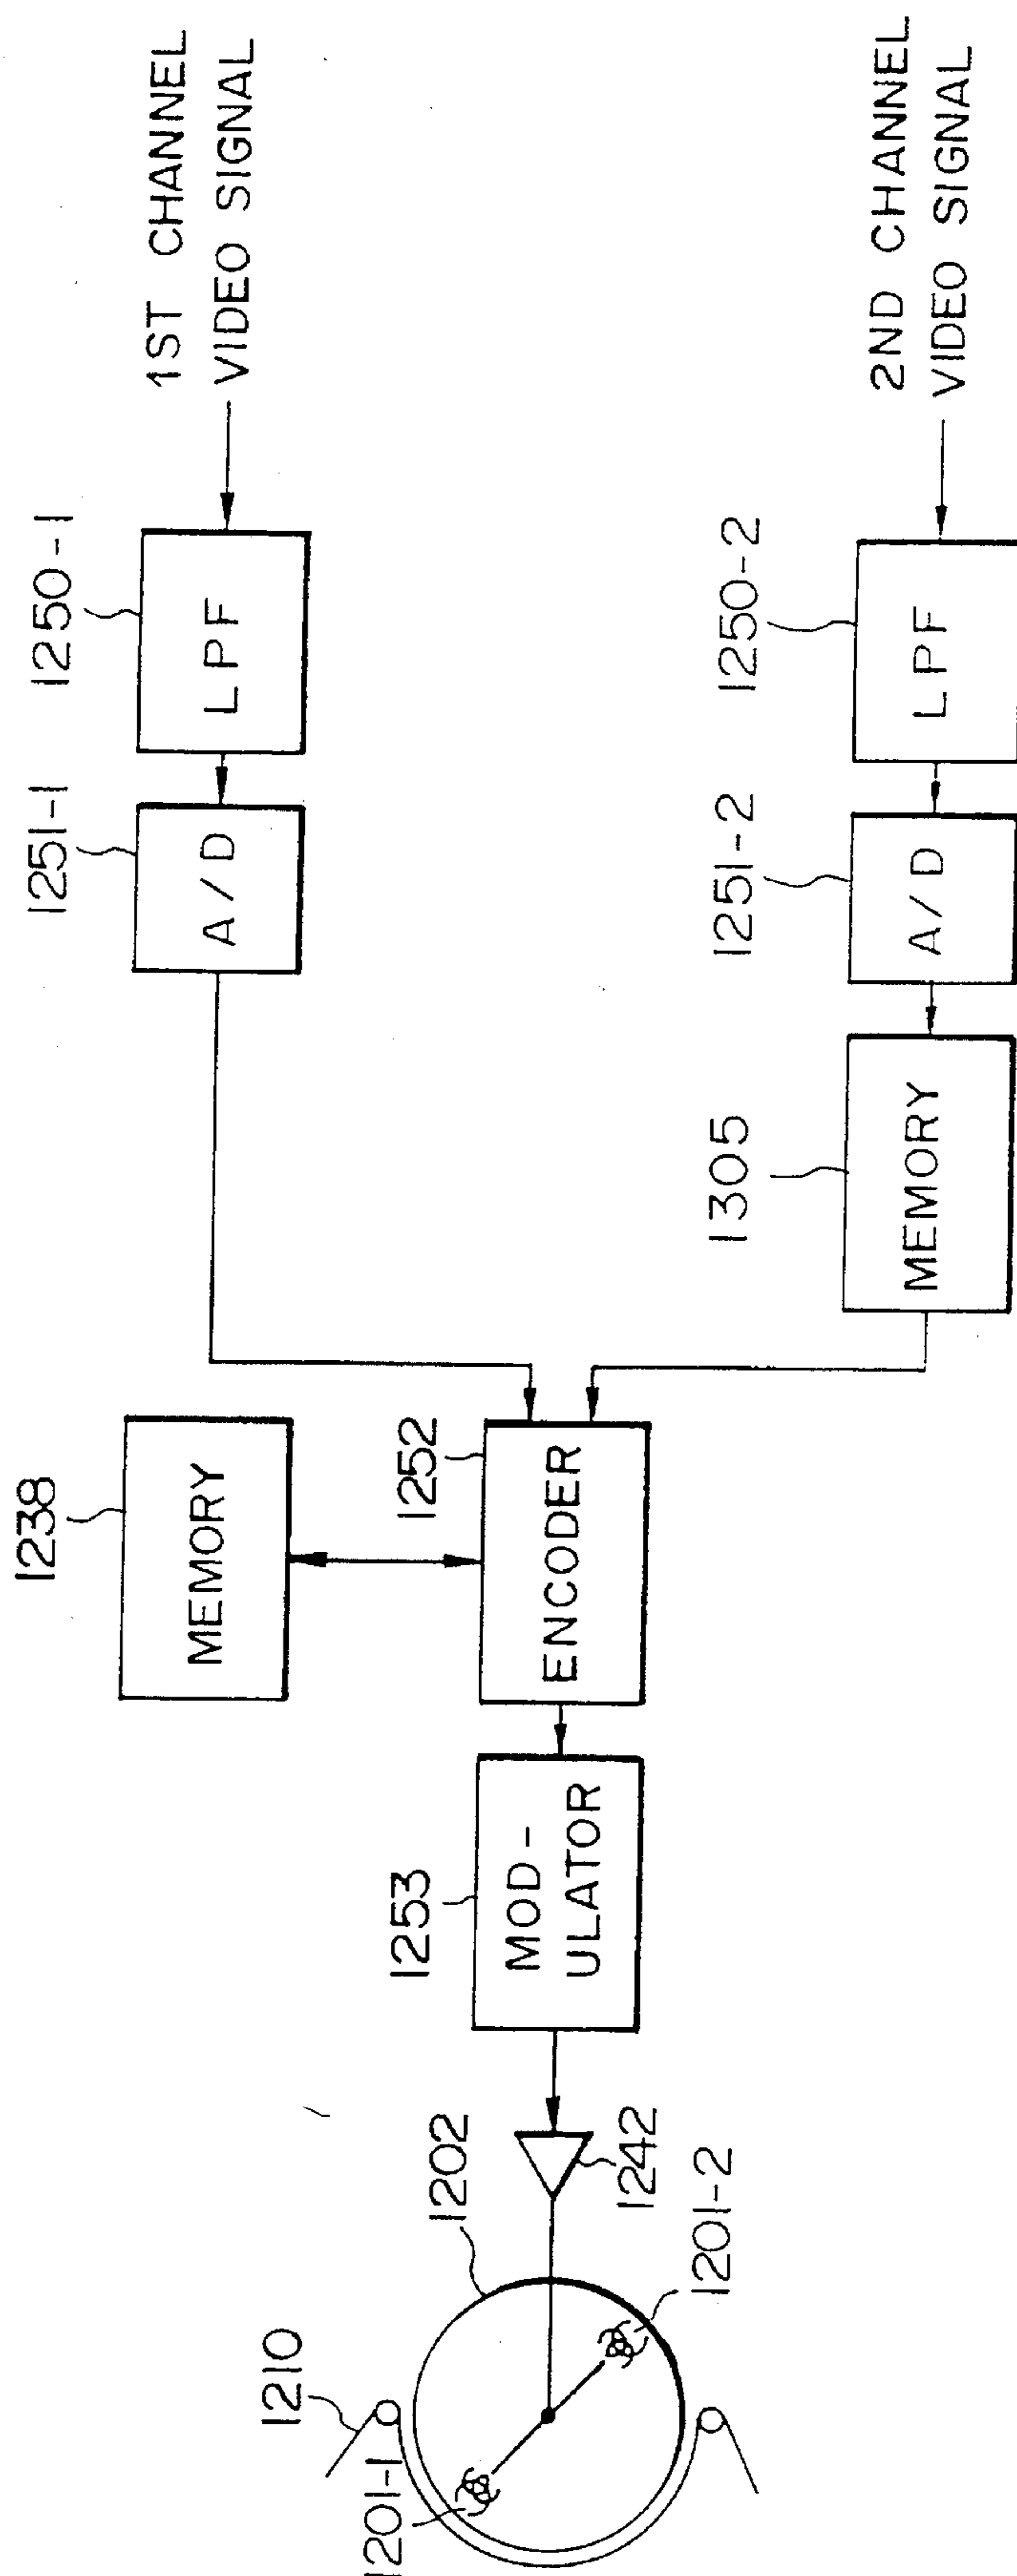 1ST CHANNEL
VIDEO SIGNAL
1250-1
LPF
1251-1
A/D
2ND CHANNEL
VIDEO SIGNAL
1250-2
LPF
1251-2
A/D
1305
MEMORY
1238
MEMORY
1252
ENCODER
1253
MOD-
ULATOR
1242
1202
1210
1201-1
1201-2